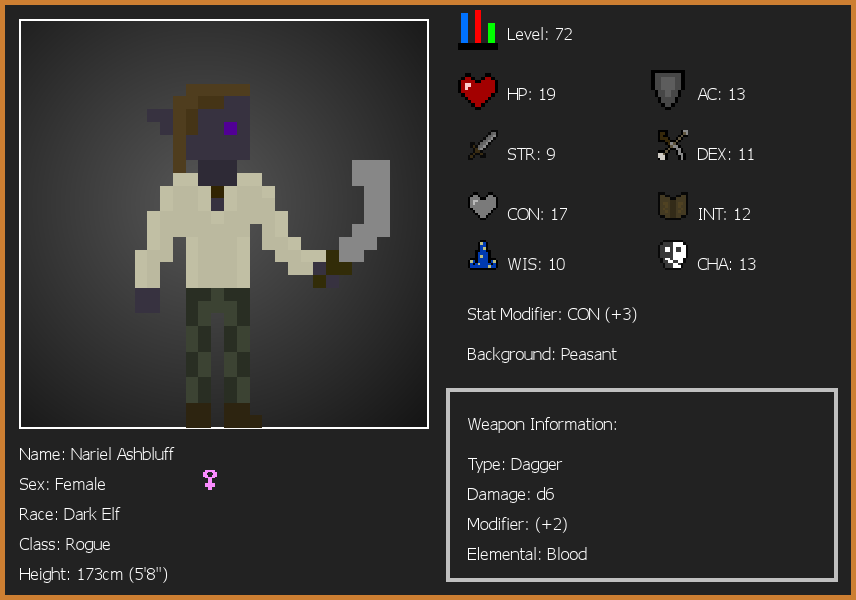 Level: 72
HP: 19
AC: 13
STR: 9
DEX: 11
CON: 17
INT: 12
WIS: 10
CHA: 13
Stat Modifier: CON (+3)
Background: Peasant
Weapon Information:
Type: Dagger
Damage: d6
Modifier: (+2)
Elemental: Blood
Name: Nariel Ashbluff
Sex: Female
Race: Dark Elf
Class: Rogue
Height: 173cm (5'8")